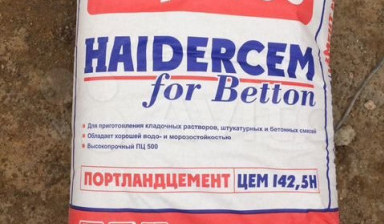 HAIDERCEM
for Betton
Для приготовления кладочных растворов, штукатурных и бетонных смесей
Обладает хорошей водо- и морозостойкостью
Высокопрочный ПЦ 500
ПОРТЛАНДЦЕМЕНТ ЦЕМ I42,5Н